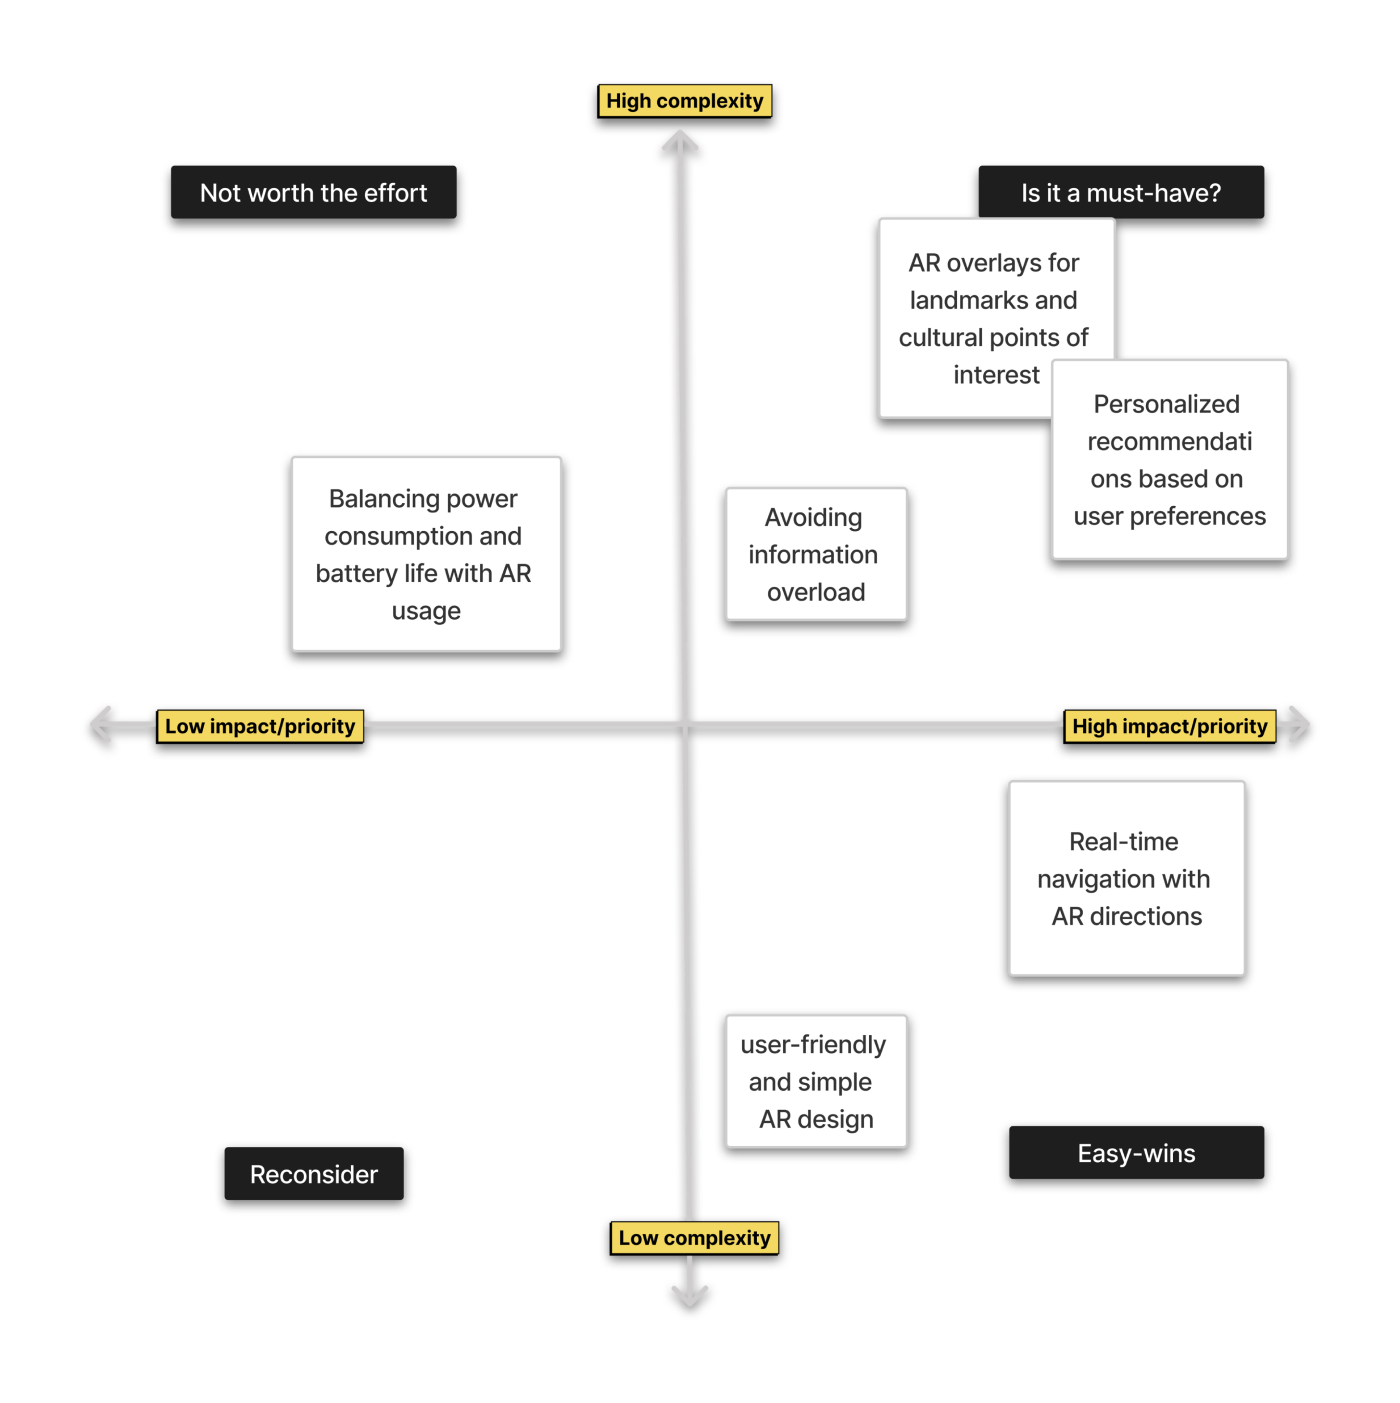 High complexity
Not worth the effort
Is it a must-have?
AR overlays for
landmarks and
cultural points of
interest
Personalized
recommendati
ons based on
user preferences
Balancing power
consumption and
battery life with AR
usage
Avoiding
information
overload
Low impact/priority
High impact/priority
Real-time
navigation with
AR directions
user-friendly
and simple
AR design
Reconsider
Easy-wins
Low complexity